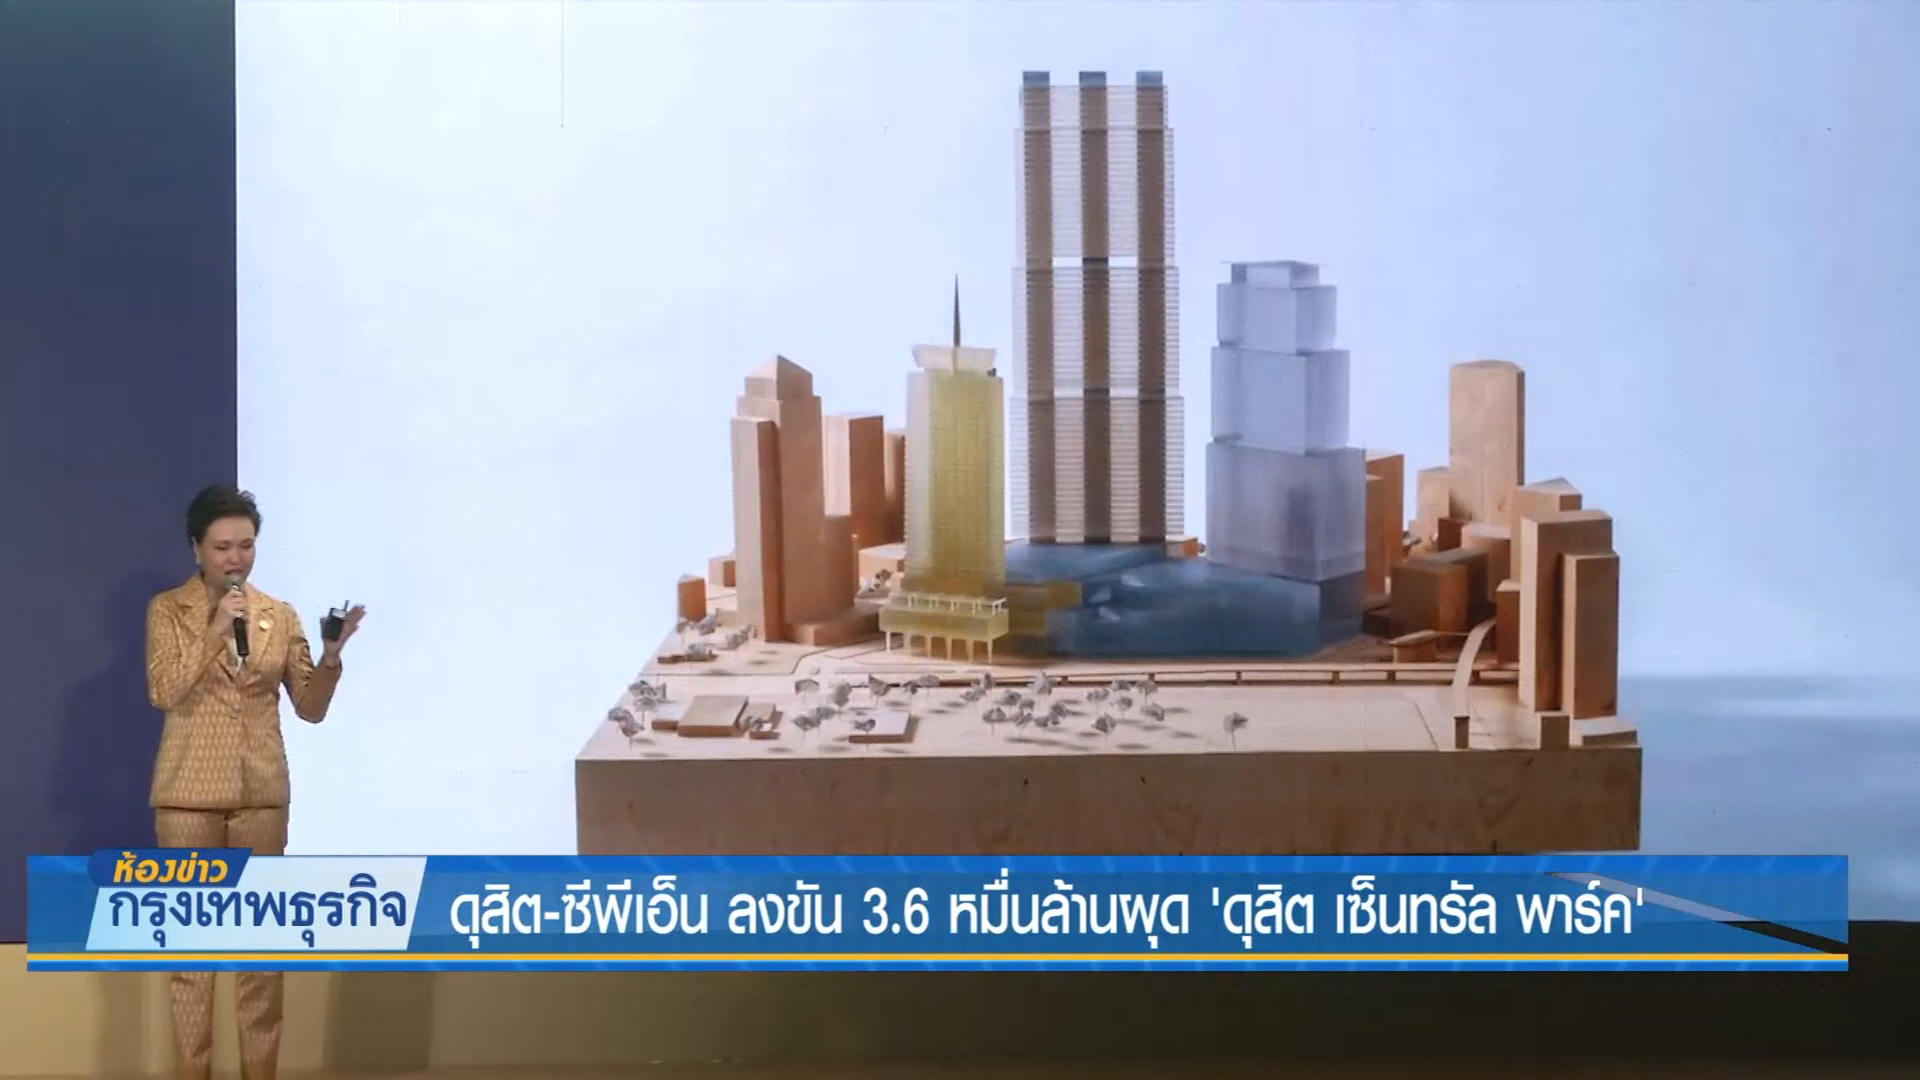 ห้องข่าว
กรุงเทพธุรกิจ
ดุสิต-ซีพีเอ็น ลงขัน 3.6 หมื่นล้านผุด 'ดุสิต เซ็นทรัล พาร์ค'